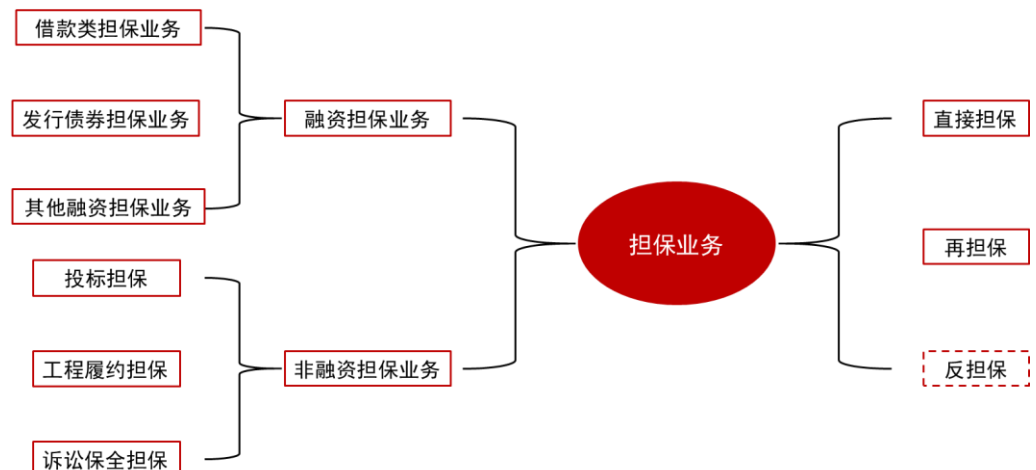 借款类担保业务
发行债券担保业务
其他融资担保业务
融资担保业务
投标担保
工程履约担保
诉讼保全担保
非融资担保业务
担保业务
直接担保
再担保
反担保